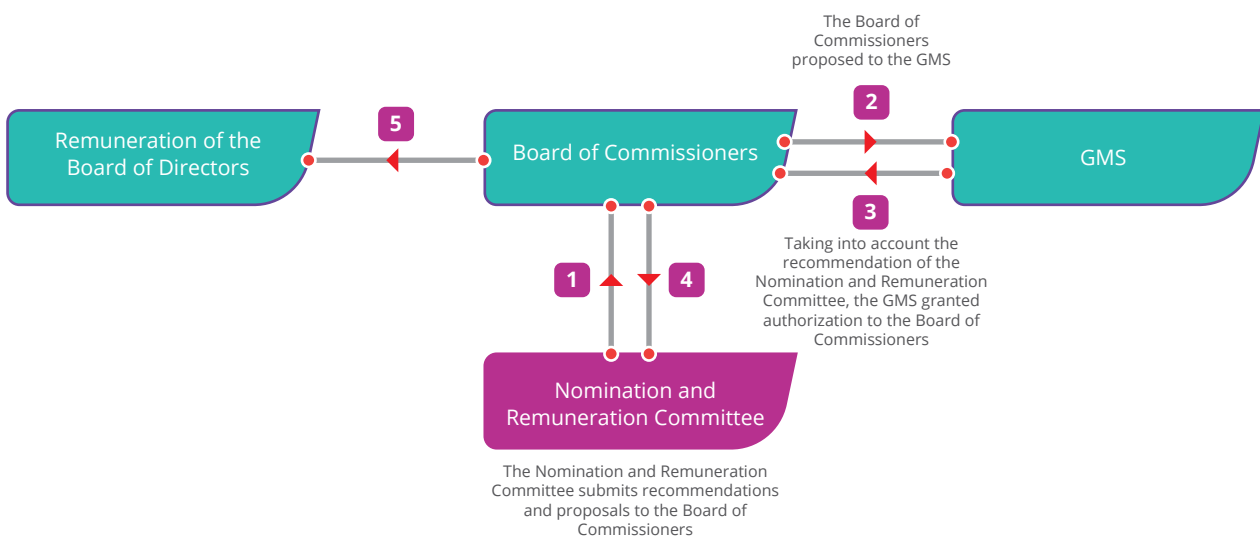 The Board of
Commissioners
proposed to the GMS
2
5
Remuneration of the
Board of Directors
Board of Commissioners
GMS
3
Taking into account the
recommendation of the
Nomination and Remuneration
Committee, the GMS granted
authorization to the Board of
Commissioners
1
4
Nomination and
Remuneration Committee
The Nomination and Remuneration
Committee submits recommendations
and proposals to the Board of
Commissioners